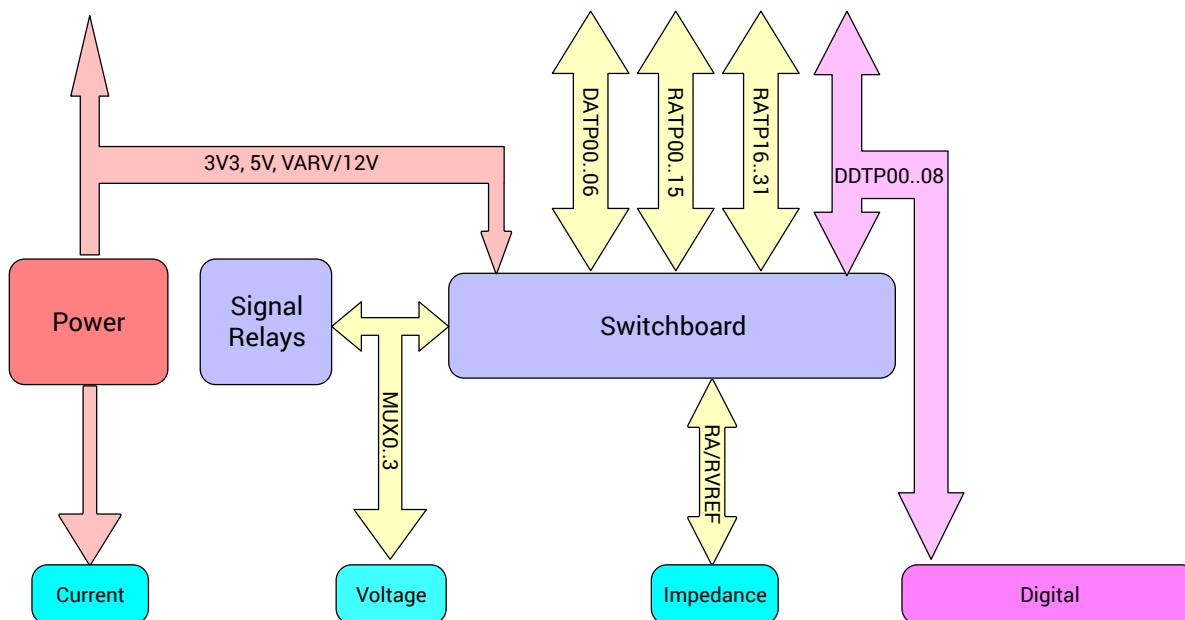 DATP00..06
RATP00..15
RATP16..31
3V3, 5V, VARV/12V
DDTP00..08
Power
Signal
Relays
Switchboard
MUX0..3
RA/RVREF
Current
Voltage
Impedance
Digital